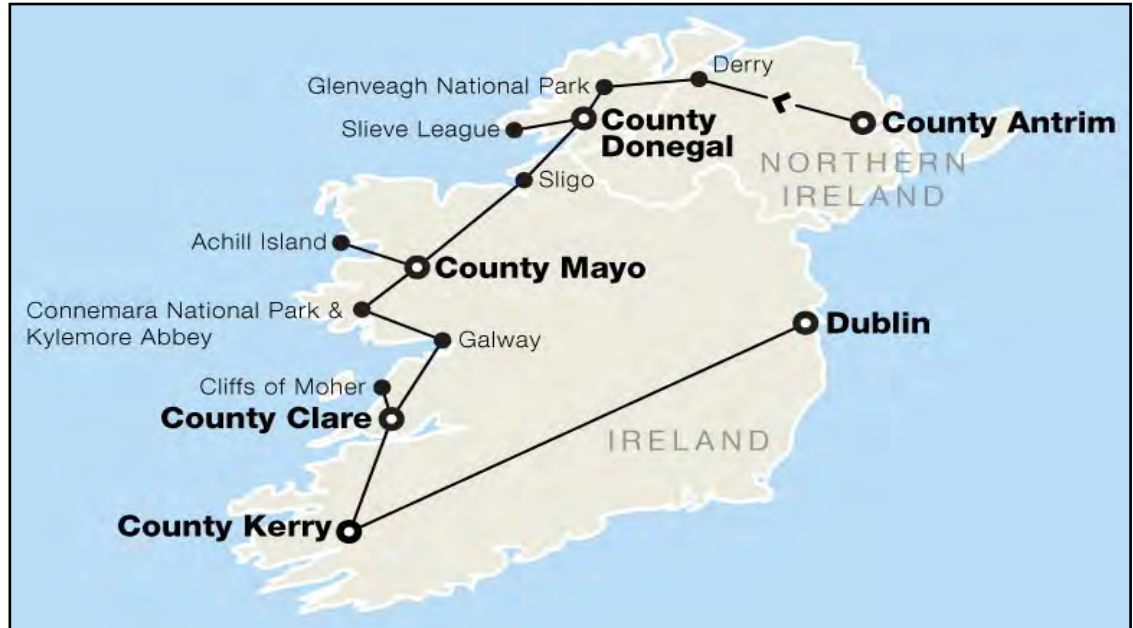 Derry
Glenveagh National Park
County Antrim
Slieve League
County
Donegal
NORTHERN
IRELAND
Sligo
Achill Island
County Mayo
Connemara National Park &
Kylemore Abbey
Dublin
Galway
Cliffs of Moher
County Clare
IRELAND
County Kerry